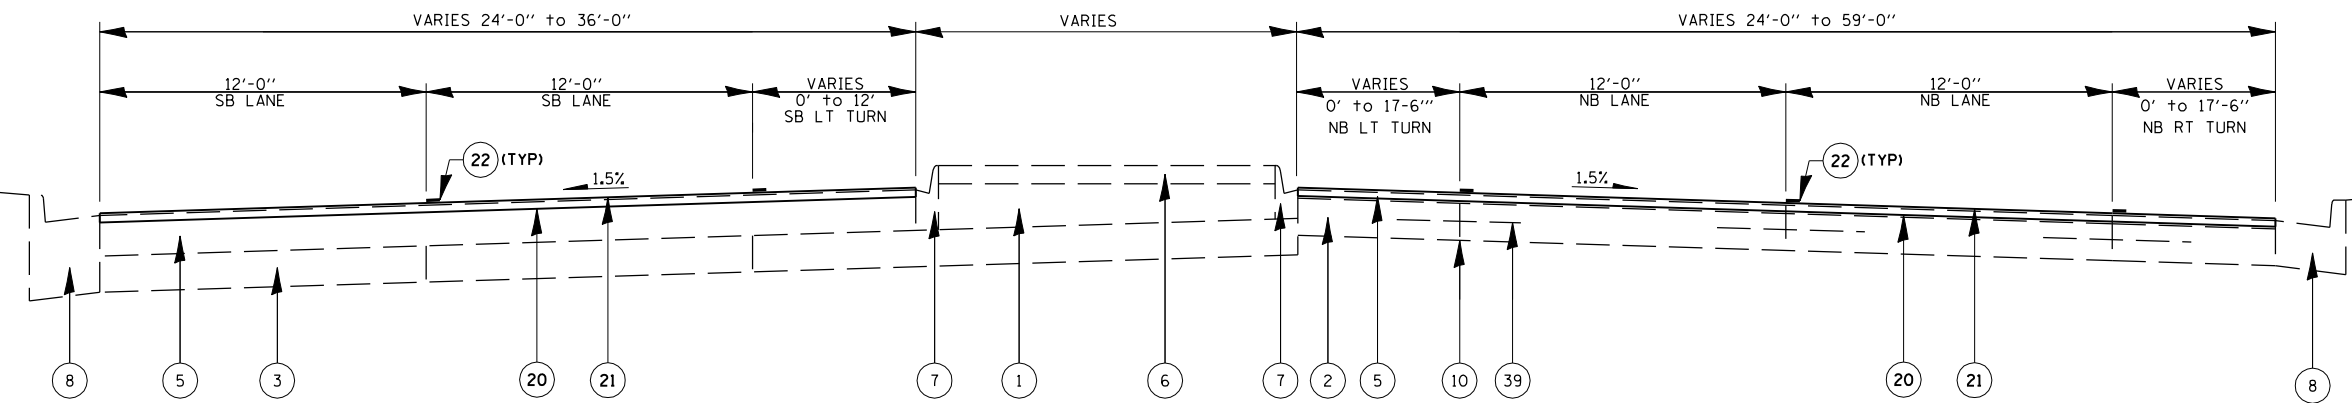 VARIES 24'-0'' to 36'-0''
VARIES
VARIES 24'-0'' to 59'-0''
12'-0''
SB LANE
12'-0''
SB LANE
VARIES
0' to 12'
SB LT TURN
VARIES
0' to 17-6'''
NB LT TURN
12'-0''
NB LANE
12'-0''
NB LANE
VARIES
0' to 17'-6''
NB RT TURN
22 (TYP)
22 (TYP)
1.5%
1.5%
8
5
3
20
21
7
1
6
7
2
5
10
39
20
21
8